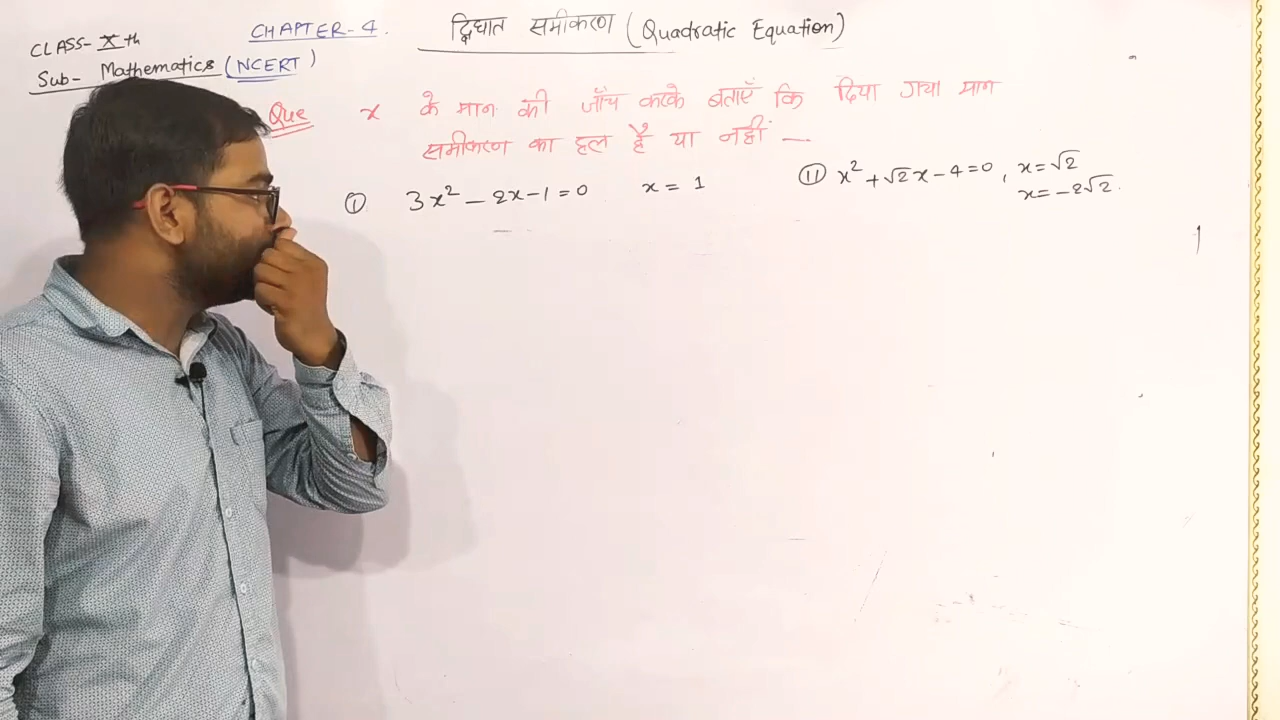 CLASS- Xth
CHAPTER-4.
द्विघात समीकरण (Quadratic Equation)
Sub- Mathematics (NCERT)
Que x के मान की जाँच करके बताएँ कि दिया गया मान
समीकरण का हल है या नहीं —
(I) 3x² - 2x - 1 = 0 x = 1
(II) x² + √2x - 4 = 0, x = √2
x = -2√2.